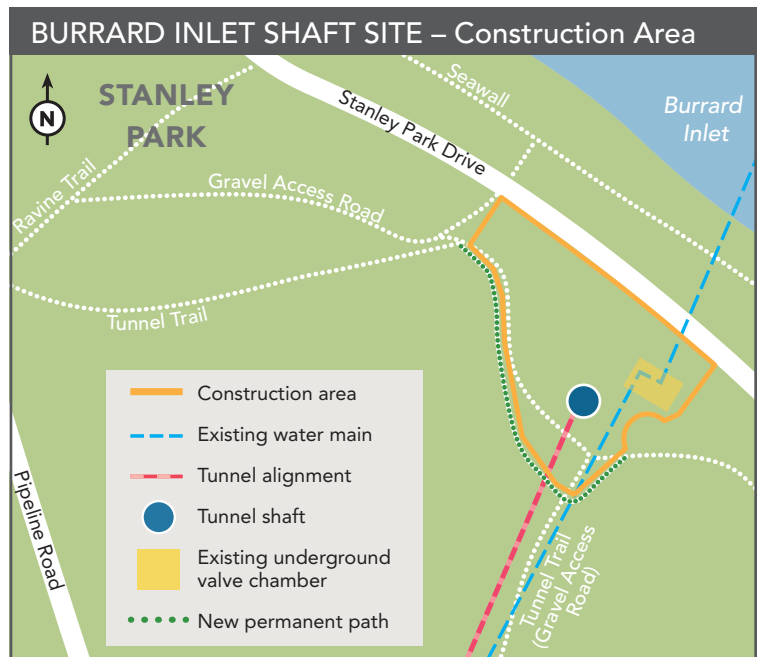 BURRARD INLET SHAFT SITE – Construction Area
N
STANLEY
PARK
Seawall
Burrard
Inlet
Stanley Park Drive
Ravine Trail
Gravel Access Road
Tunnel Trail
Construction area
Existing water main
Tunnel alignment
Tunnel shaft
Existing underground
valve chamber
New permanent path
Pipeline Road
Tunnel Trail
(Gravel Access
Road)